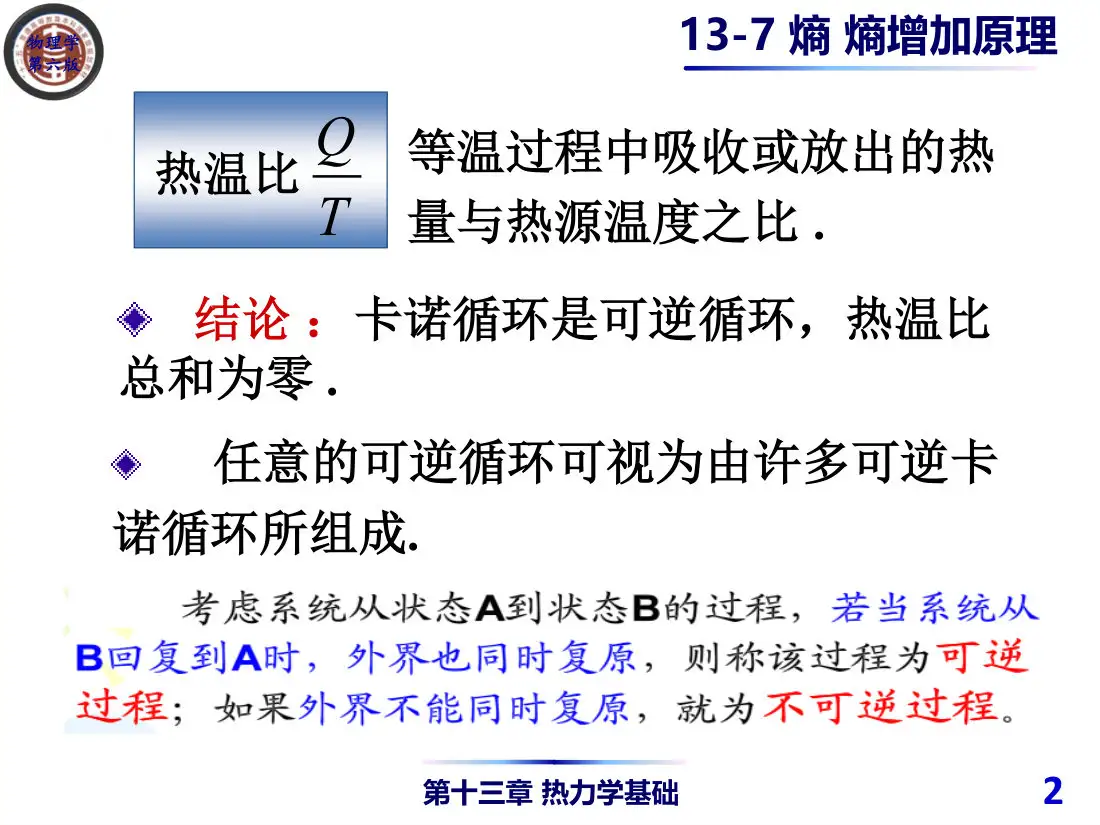 物理学
第六版
13-7 熵 熵增加原理
热温比 Q/T
等温过程中吸收或放出的热
量与热源温度之比 .
结论 ：卡诺循环是可逆循环，热温比
总和为零 .
任意的可逆循环可视为由许多可逆卡
诺循环所组成.
考虑系统从状态A到状态B的过程，若当系统从
B回复到A时，外界也同时复原，则称该过程为可逆
过程；如果外界不能同时复原，就为不可逆过程。
第十三章 热力学基础
2